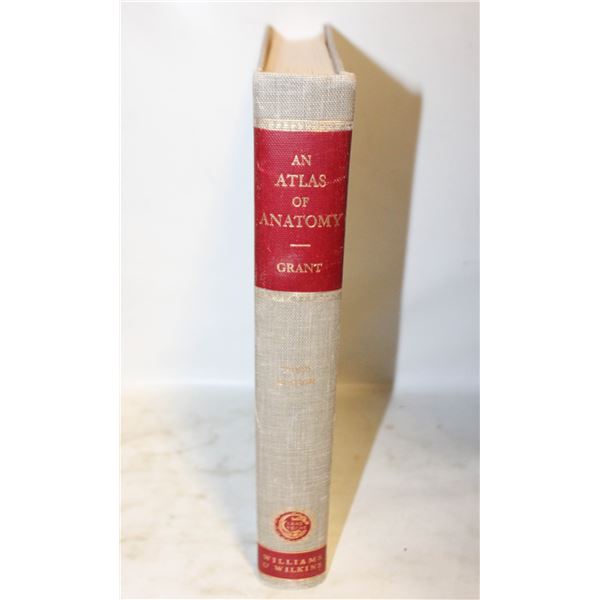 AN
ATLAS
OF
ANATOMY
GRANT
WILLIAMS
& WILKINS